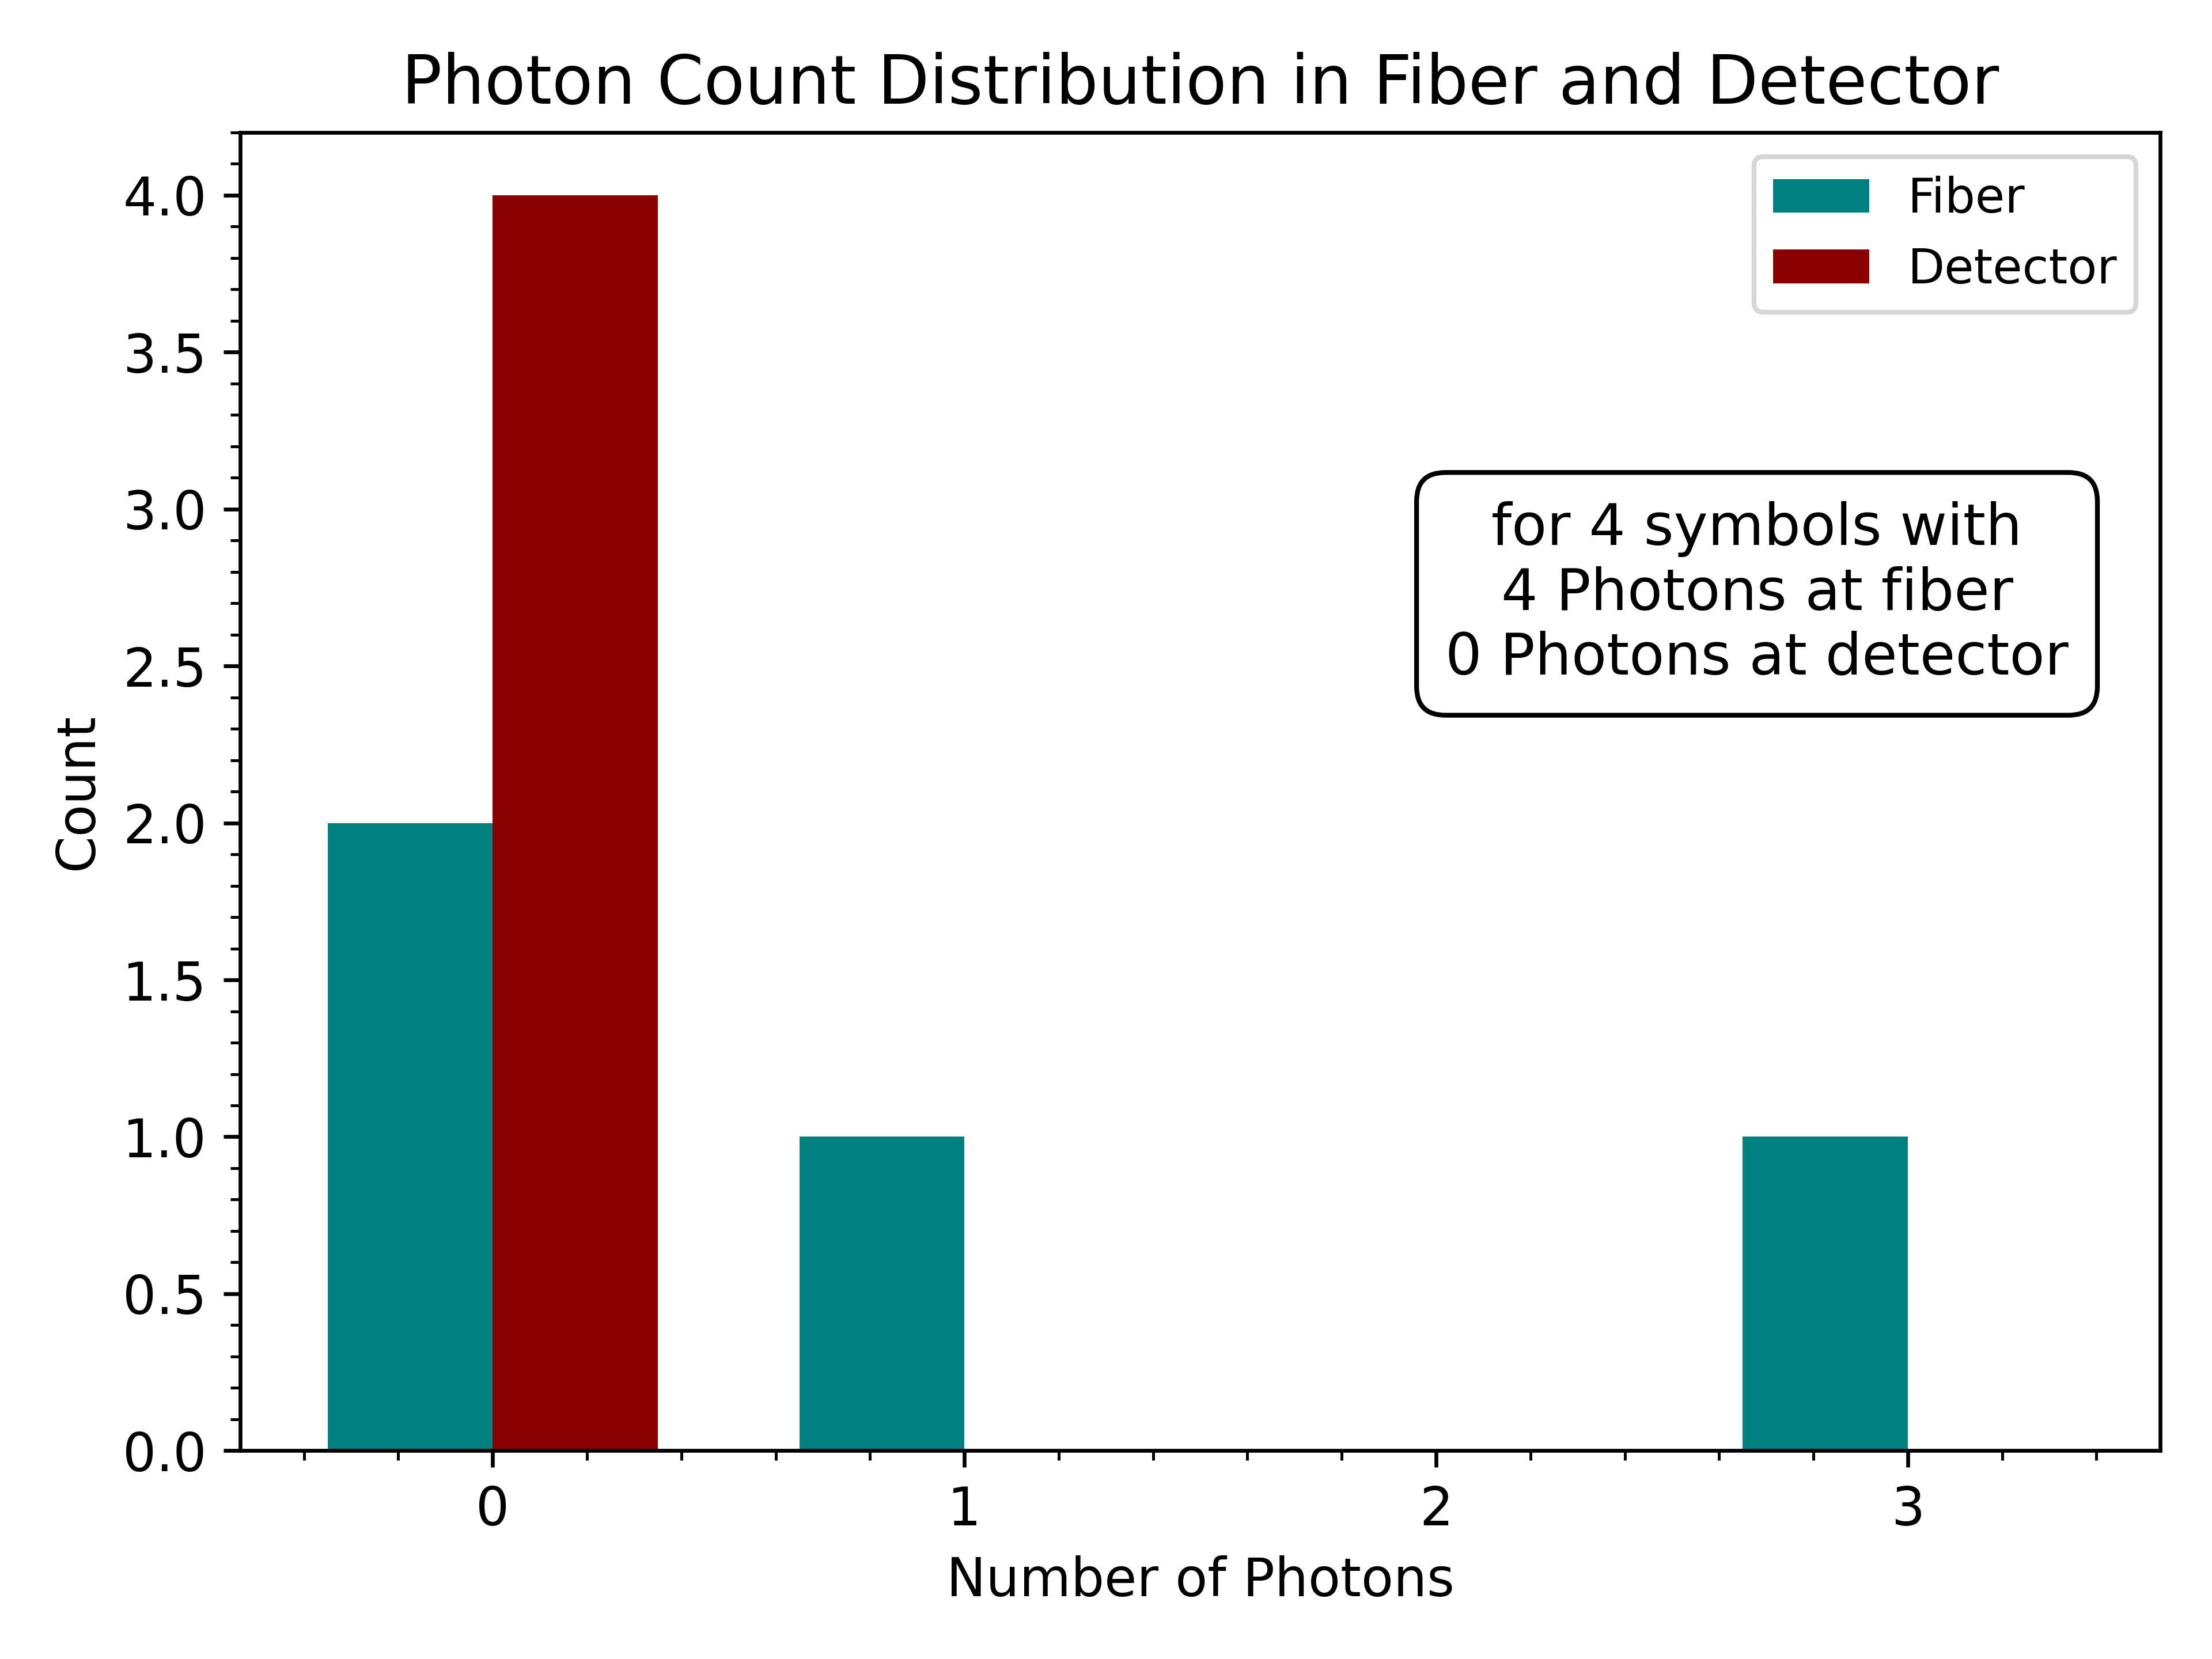 Photon Count Distribution in Fiber and Detector
Fiber
Detector
for 4 symbols with
4 Photons at fiber
0 Photons at detector
Count
4.0
3.5
3.0
2.5
2.0
1.5
1.0
0.5
0.0
0 1 2 3
Number of Photons